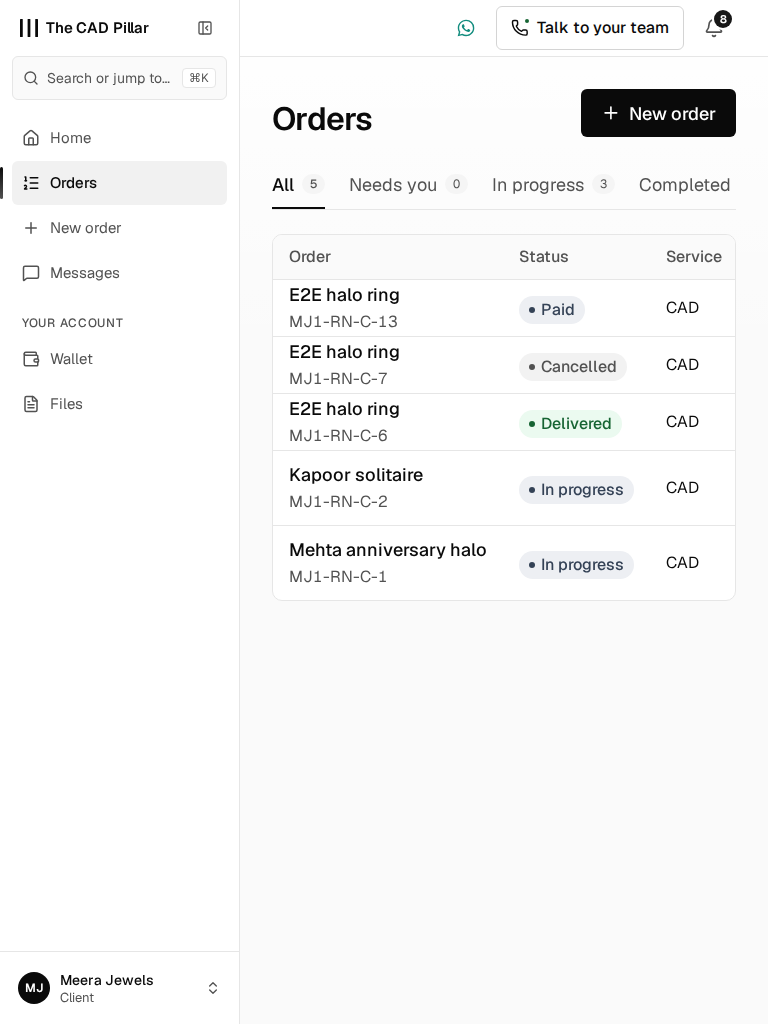 The CAD Pillar
Talk to your team
8
Search or jump to… ⌘K
Home
Orders
New order
Messages
YOUR ACCOUNT
Wallet
Files
MJ
Meera Jewels
Client
Orders
New order
All 5 Needs you 0 In progress 3 Completed
Order Status Service
E2E halo ring
MJ1-RN-C-13
Paid
CAD
E2E halo ring
MJ1-RN-C-7
Cancelled
CAD
E2E halo ring
MJ1-RN-C-6
Delivered
CAD
Kapoor solitaire
MJ1-RN-C-2
In progress
CAD
Mehta anniversary halo
MJ1-RN-C-1
In progress
CAD